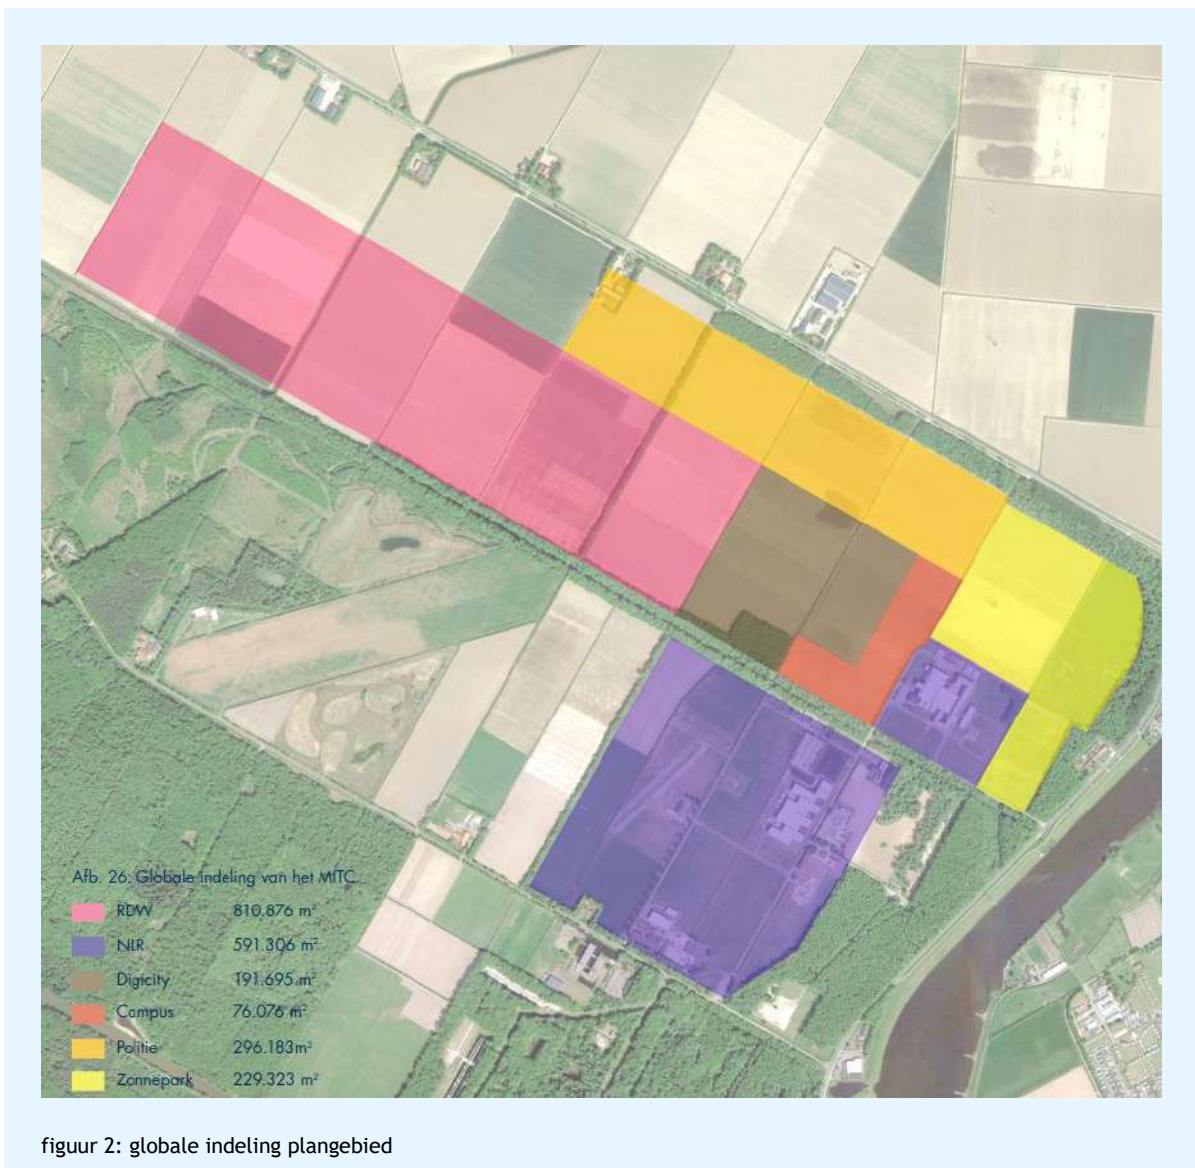 Afb. 26: Globale indeling van het MITC.
RDW 810.876 m²
NLR 591.306 m²
Digicity 191.695 m²
Campus 76.076 m²
Politie 296.183m²
Zonnepark 229.323 m²
figuur 2: globale indeling plangebied